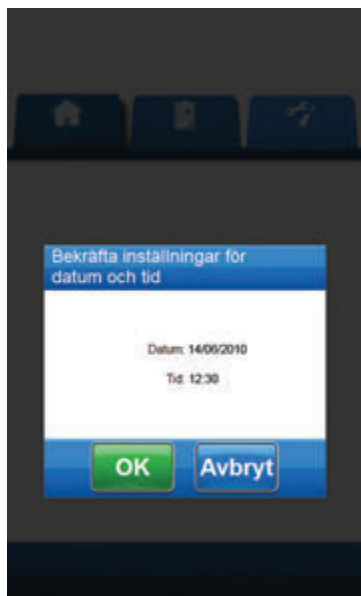 Bekräfta inställningar för
datum och tid
Datum: 14/06/2010
Tid: 12:30
OK
Avbryt